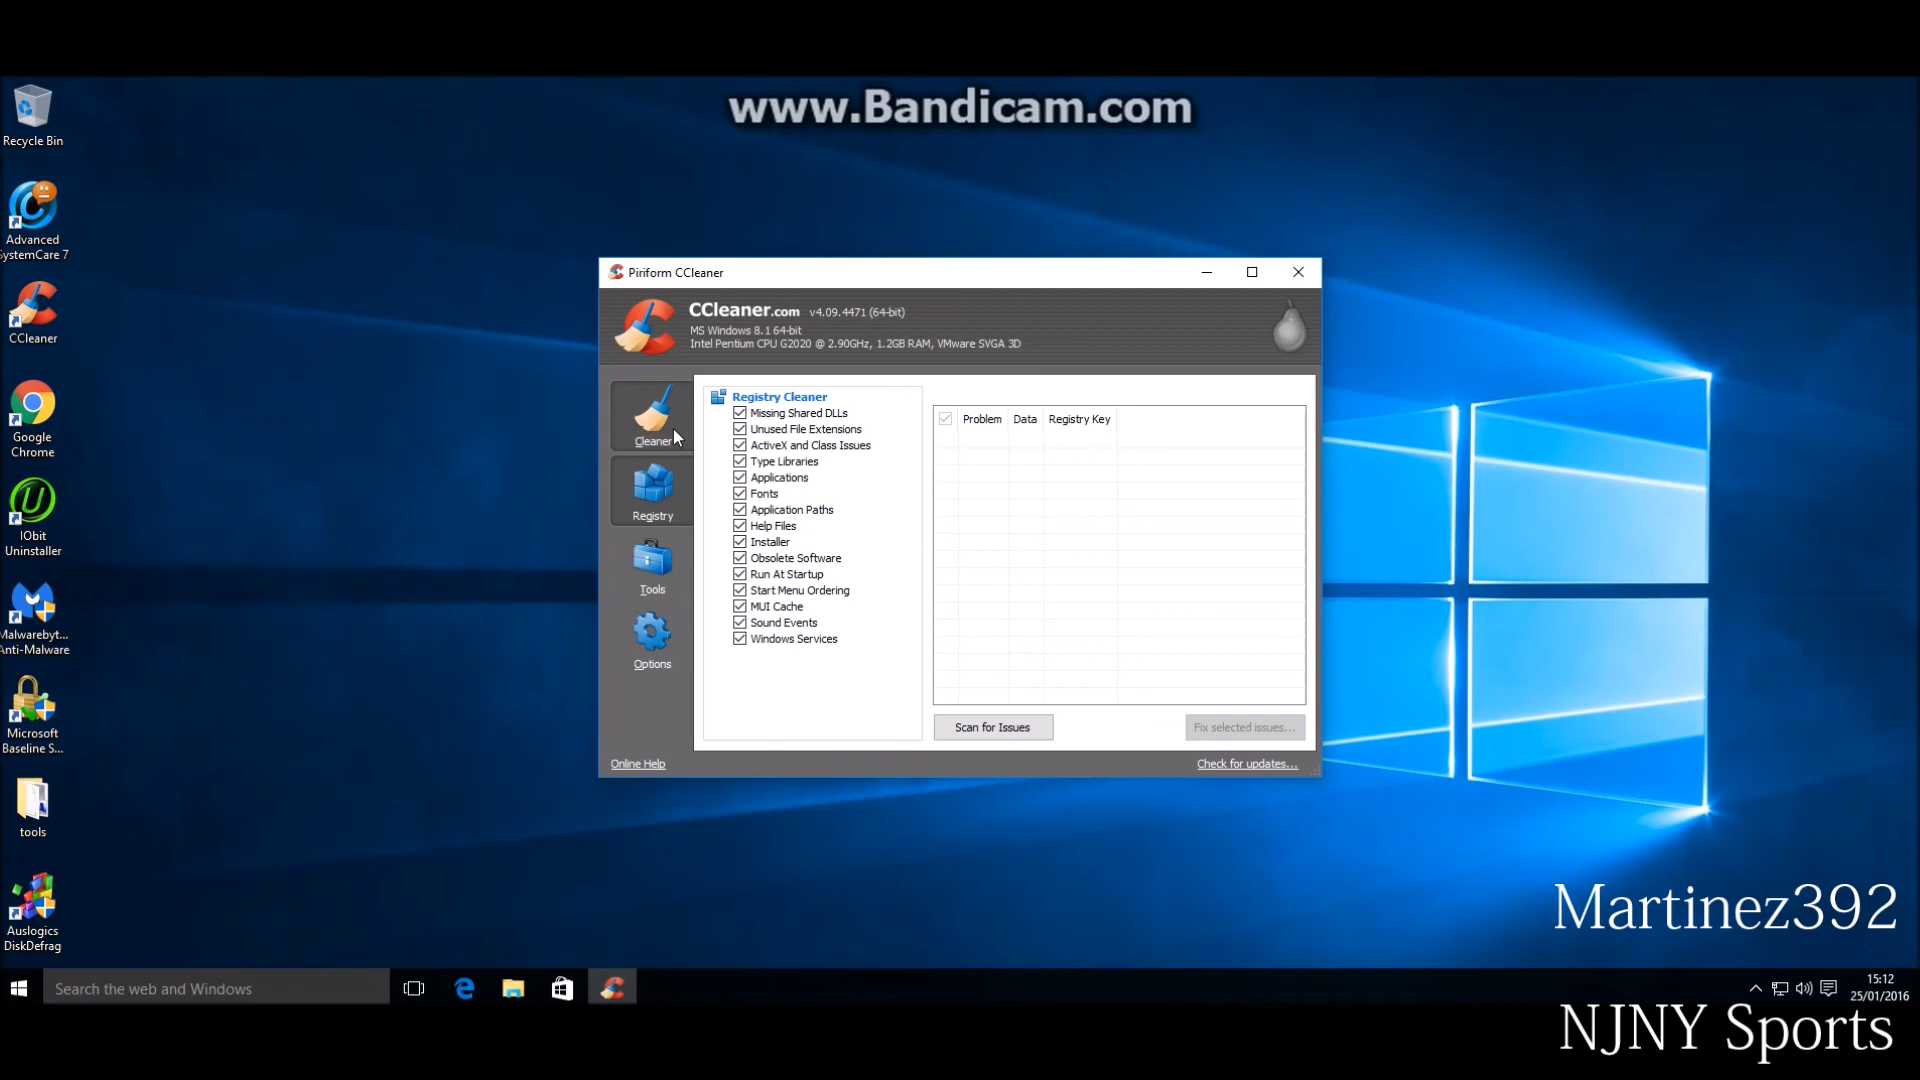 www.Bandicam.com
Recycle Bin
Advanced
SystemCare 7
CCleaner
Google
Chrome
IObit
Uninstaller
Malwarebyt...
Anti-Malware
Microsoft
Baseline S...
tools
Auslogics
DiskDefrag
Piriform CCleaner
CCleaner.com v4.09.4471 (64-bit)
MS Windows 8.1 64-bit
Intel Pentium CPU G2020 @ 2.90GHz, 1.2GB RAM, VMware SVGA 3D
Cleaner
Registry
Tools
Options
Registry Cleaner
Missing Shared DLLs
Unused File Extensions
ActiveX and Class Issues
Type Libraries
Applications
Fonts
Application Paths
Help Files
Installer
Obsolete Software
Run At Startup
Start Menu Ordering
MUI Cache
Sound Events
Windows Services
Problem Data Registry Key
Scan for Issues
Fix selected issues...
Online Help
Check for updates...
Martinez392
Search the web and Windows
15:12
25/01/2016
NJNY Sports